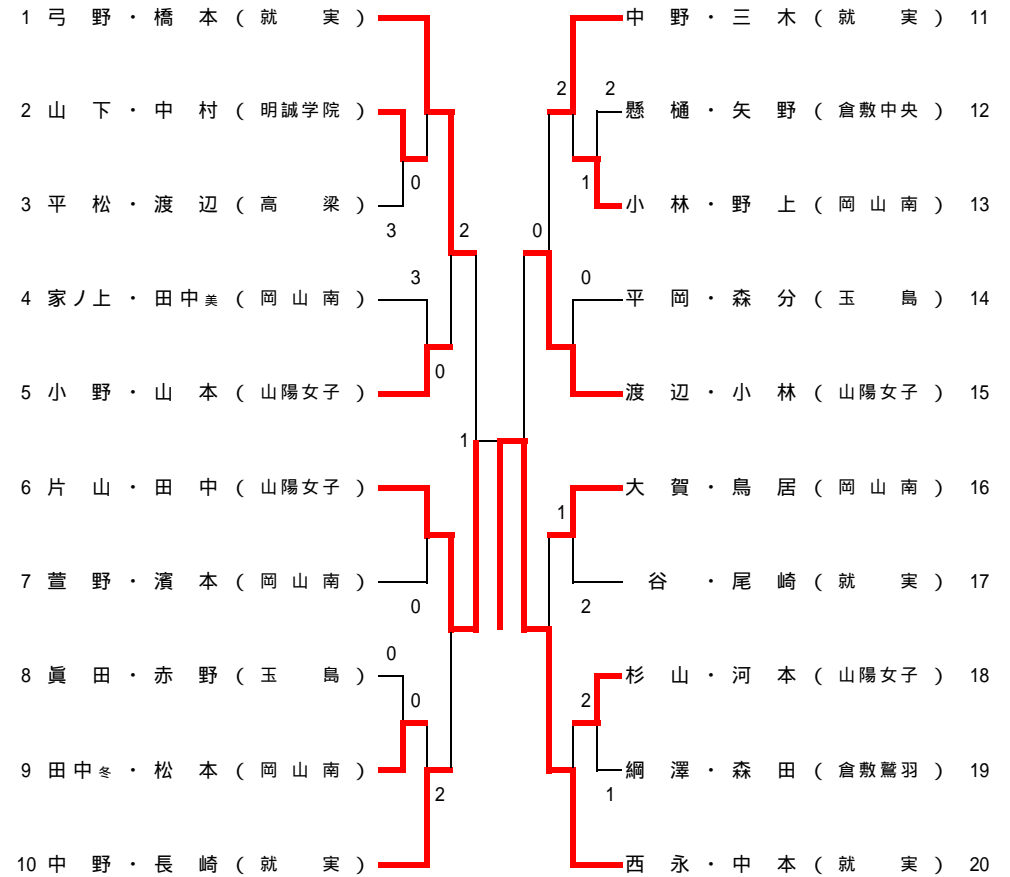 1 弓野・橋本(就実)
2 山下・中村(明誠学院)
3 平松・渡辺(高梁)
4 家ノ上・田中美(岡山南)
5 小野・山本(山陽女子)
6 片山・田中(山陽女子)
7 萱野・濱本(岡山南)
8 眞田・赤野(玉島)
9 田中冬・松本(岡山南)
10 中野・長崎(就実)
0
3
2
3
0
1
0
0
0
2
中野・三木(就実) 11
懸樋・矢野(倉敷中央) 12
小林・野上(岡山南) 13
平岡・森分(玉島) 14
渡辺・小林(山陽女子) 15
大賀・鳥居(岡山南) 16
谷・尾崎(就実) 17
杉山・河本(山陽女子) 18
綱澤・森田(倉敷鷲羽) 19
西永・中本(就実) 20
2
2
1
0
0
1
2
2
1